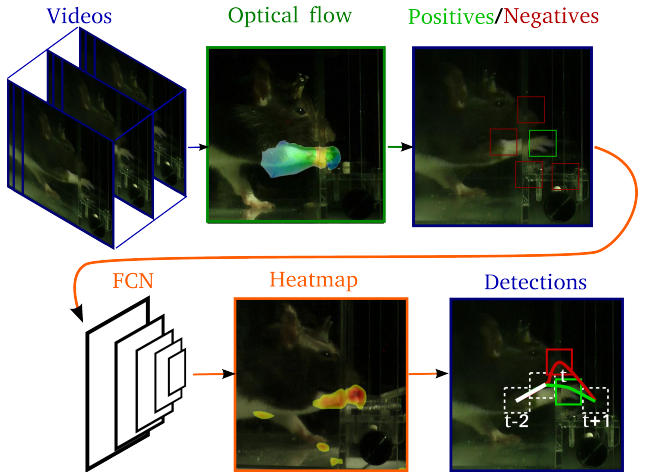 Videos
Optical flow
Positives/Negatives
FCN
Heatmap
Detections
t
t-2
t+1